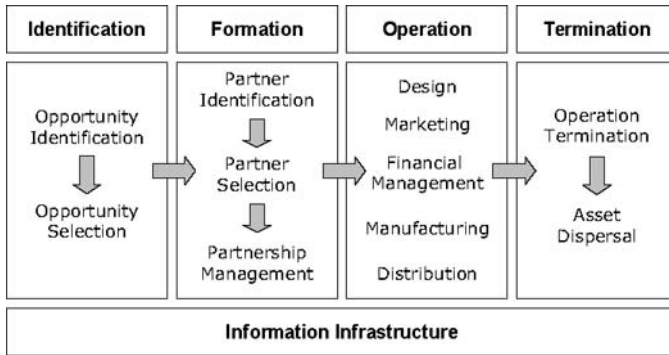 Identification
Formation
Operation
Termination
Opportunity
Identification
Opportunity
Selection
Partner
Identification
Partner
Selection
Partnership
Management
Design
Marketing
Financial
Management
Manufacturing
Distribution
Operation
Termination
Asset
Dispersal
Information Infrastructure